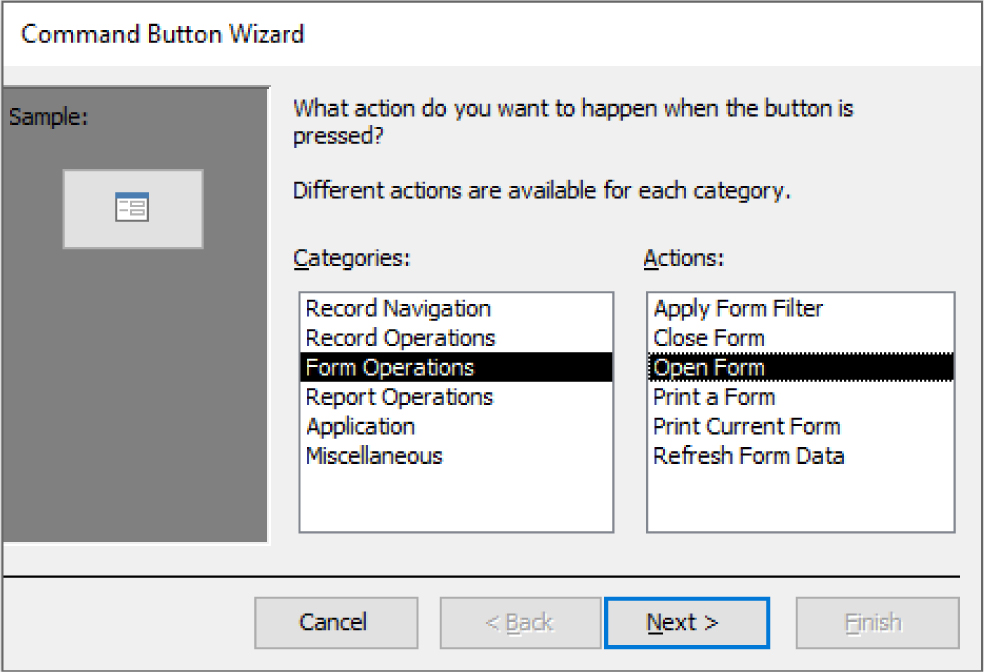 Command Button Wizard
Sample:
What action do you want to happen when the button is
pressed?
Different actions are available for each category.
Categories:
Record Navigation
Record Operations
Form Operations
Report Operations
Application
Miscellaneous
Actions:
Apply Form Filter
Close Form
Open Form
Print a Form
Print Current Form
Refresh Form Data
Cancel
< Back
Next >
Finish